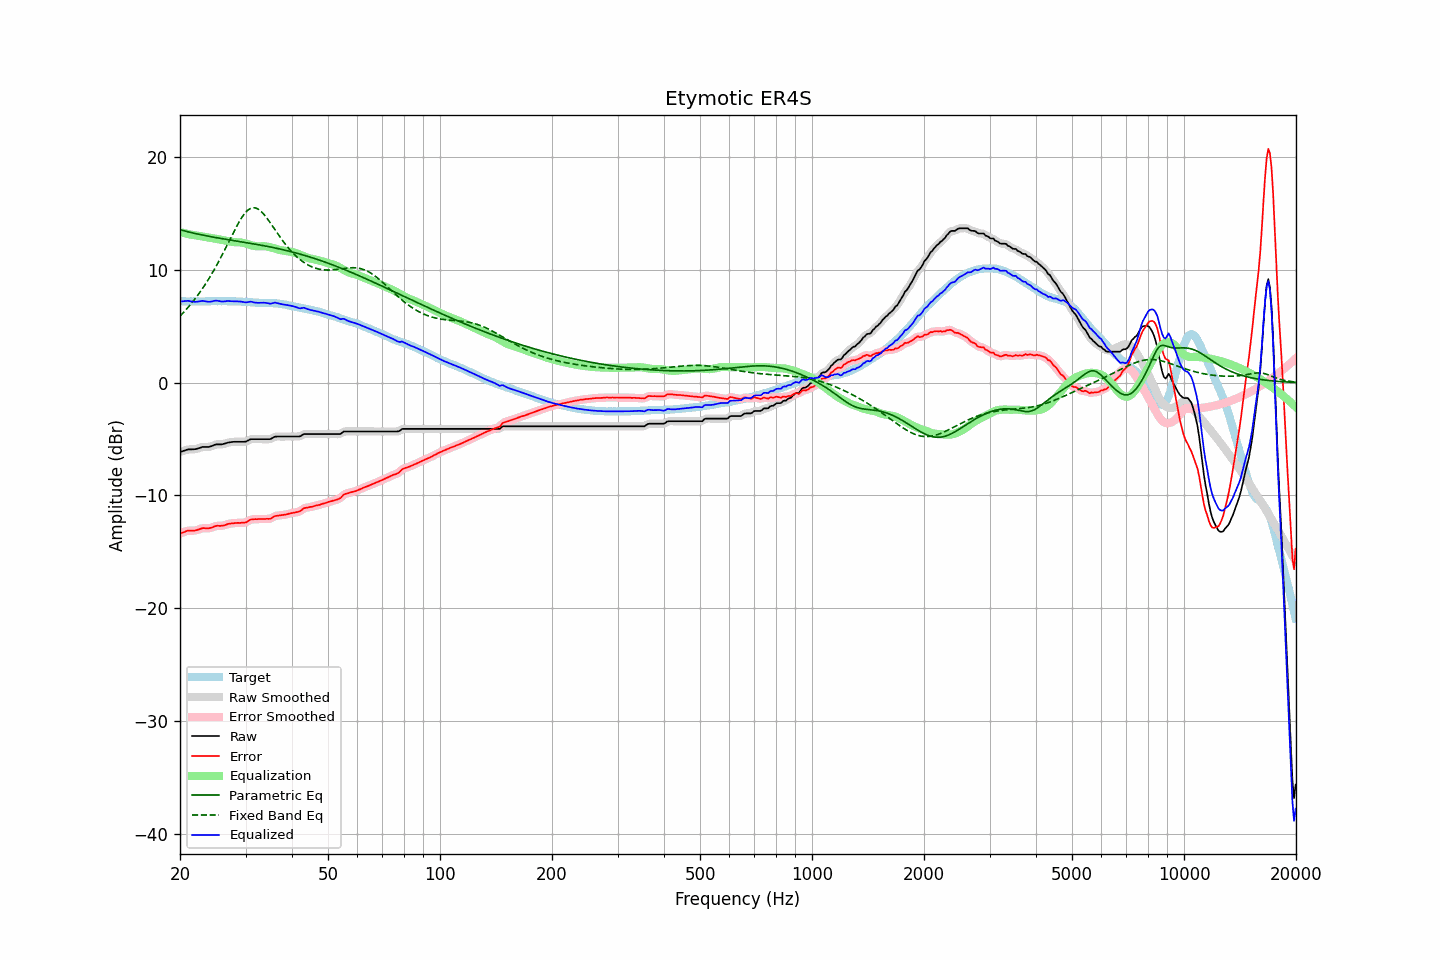 Etymotic ER4S
20
10
0
−10
−20
−30
−40
Amplitude (dBr)
Target
Raw Smoothed
Error Smoothed
Raw
Error
Equalization
Parametric Eq
Fixed Band Eq
Equalized
20 50 100 200 500 1000 2000 5000 10000 20000
Frequency (Hz)